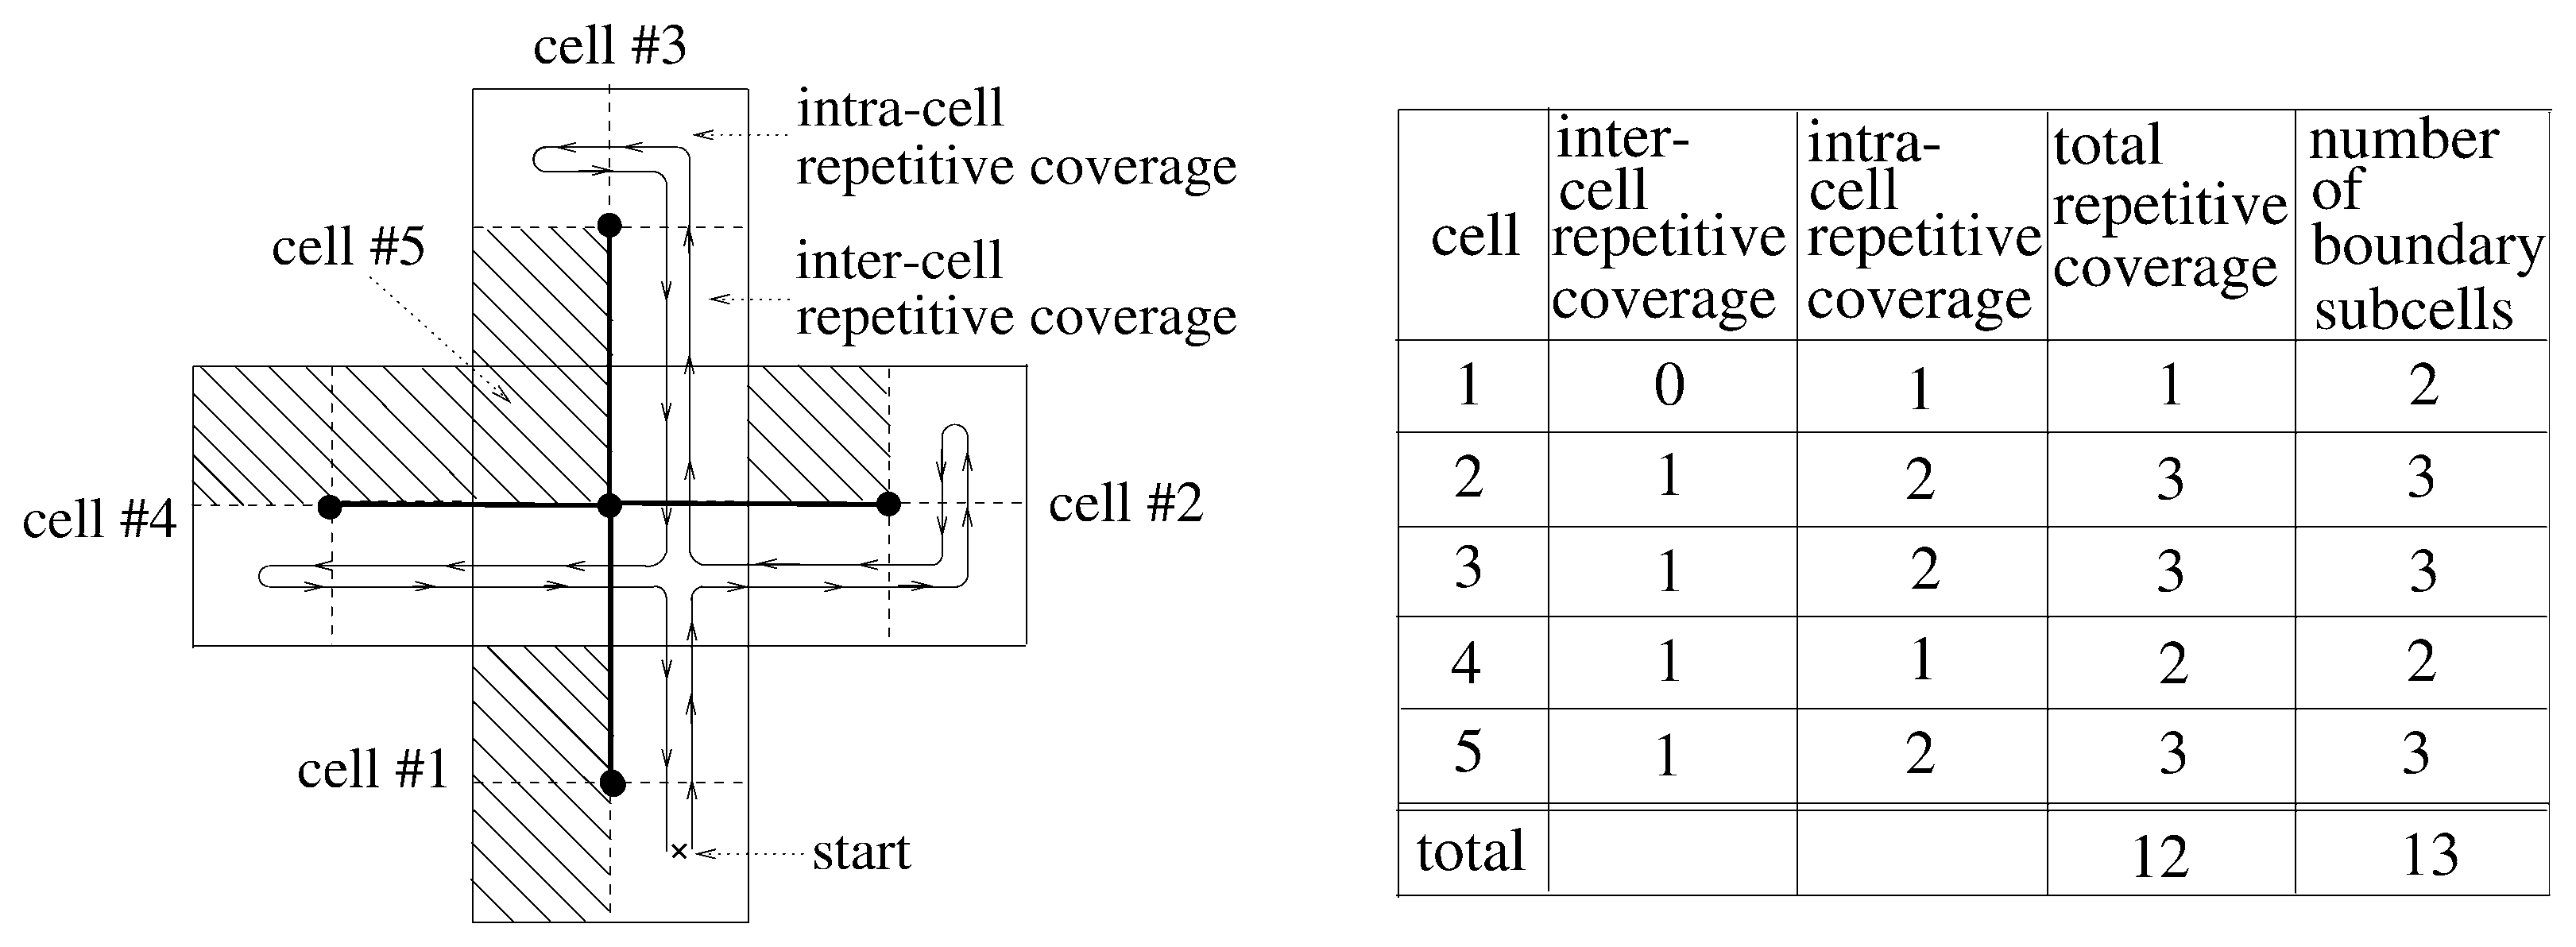 cell #3
intra-cell
repetitive coverage
cell #5
inter-cell
repetitive coverage
cell #4
cell #2
cell #1
start
cell
inter-
cell
repetitive
coverage
intra-
cell
repetitive
coverage
total
repetitive
coverage
number
of
boundary
subcells
1 0 1 1 2
2 1 2 3 3
3 1 2 3 3
4 1 1 2 2
5 1 2 3 3
total 12 13